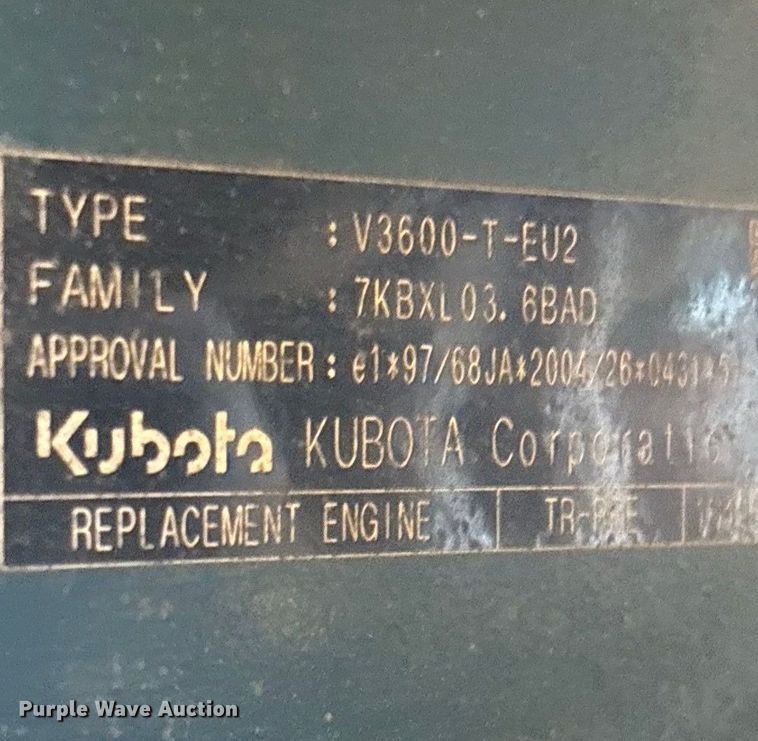 TYPE : V3600-T-EU2
FAMILY : 7KBXL03.6BAD
APPROVAL NUMBER : e1*97/68JA*2004/26*0431*
Kubota KUBOTA Corporatio
REPLACEMENT ENGINE
Purple Wave Auction